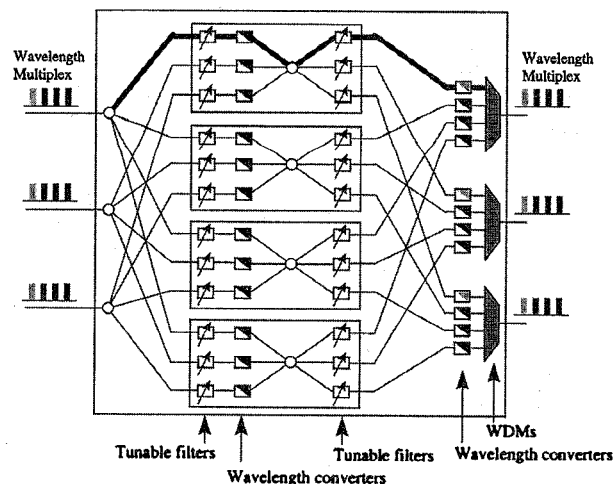 Wavelength
Multiplex
Wavelength
Multiplex
Tunable filters
Wavelength converters
Tunable filters
WDMs
Wavelength converters